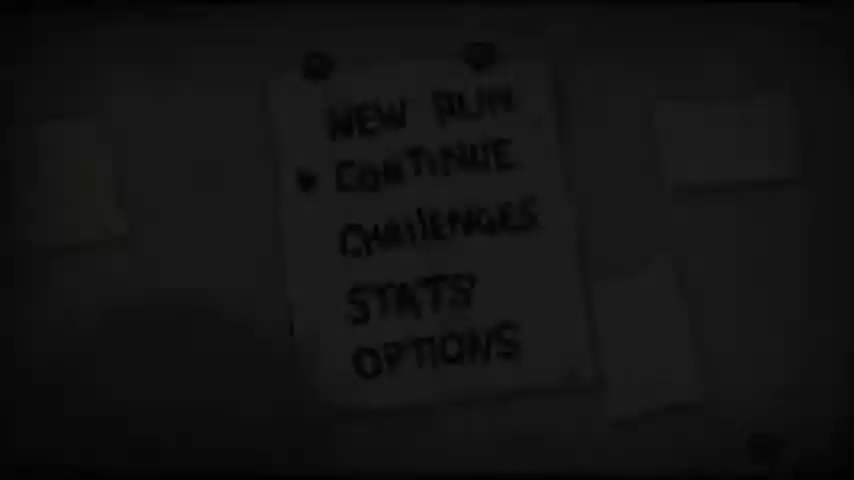 NEW RUN
CONTINUE
CHALLENGES
STATS
OPTIONS